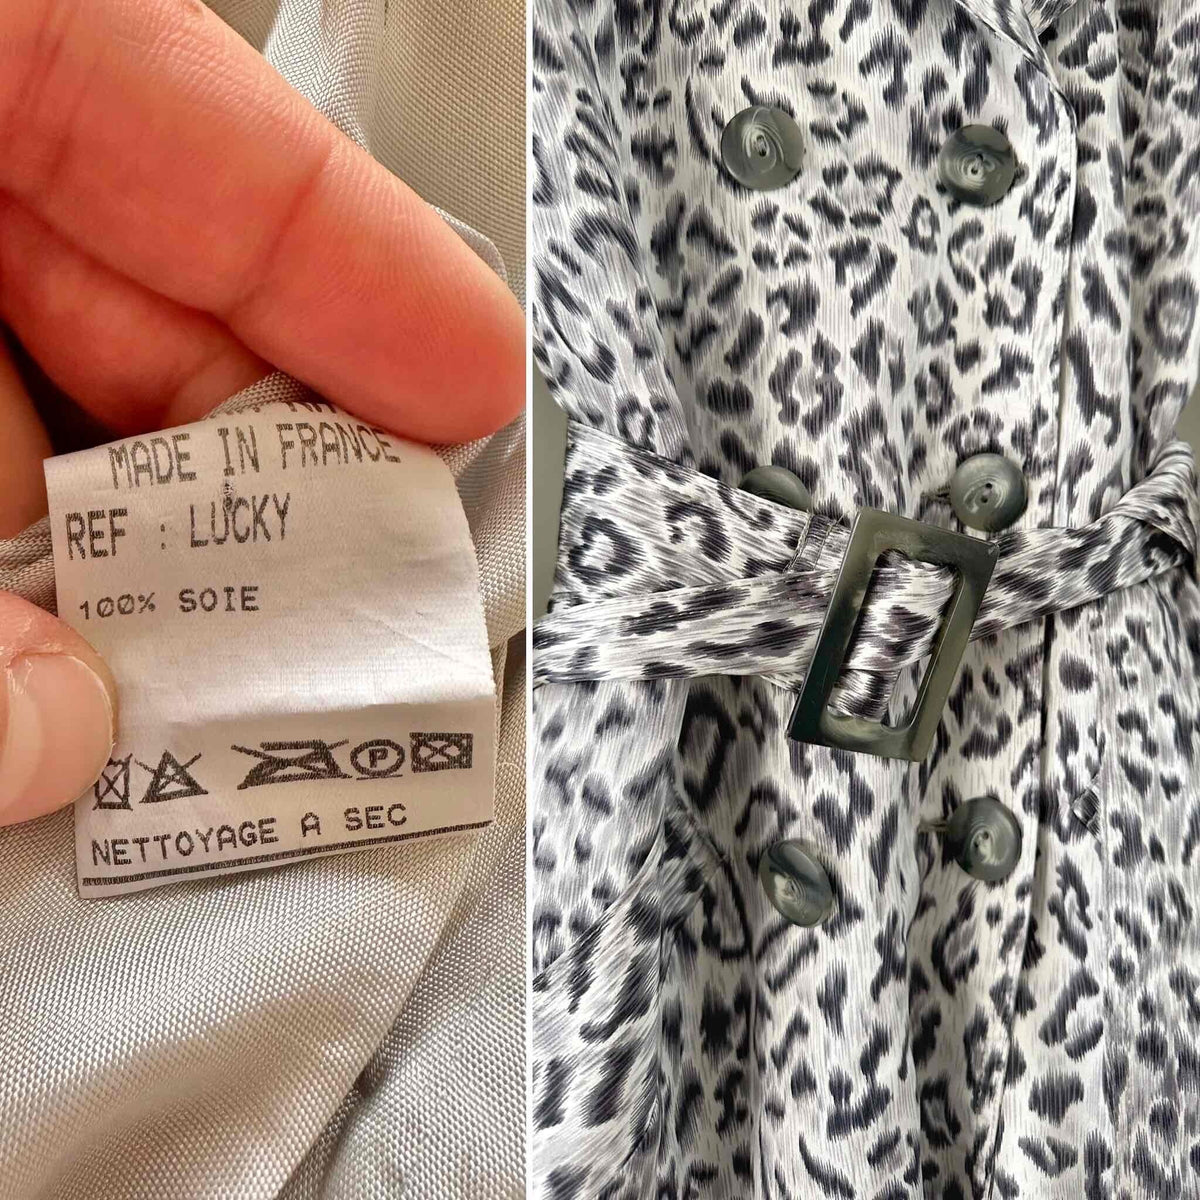 MADE IN FRANCE
REF : LUCKY
100% SOIE
P
NETTOYAGE A SEC